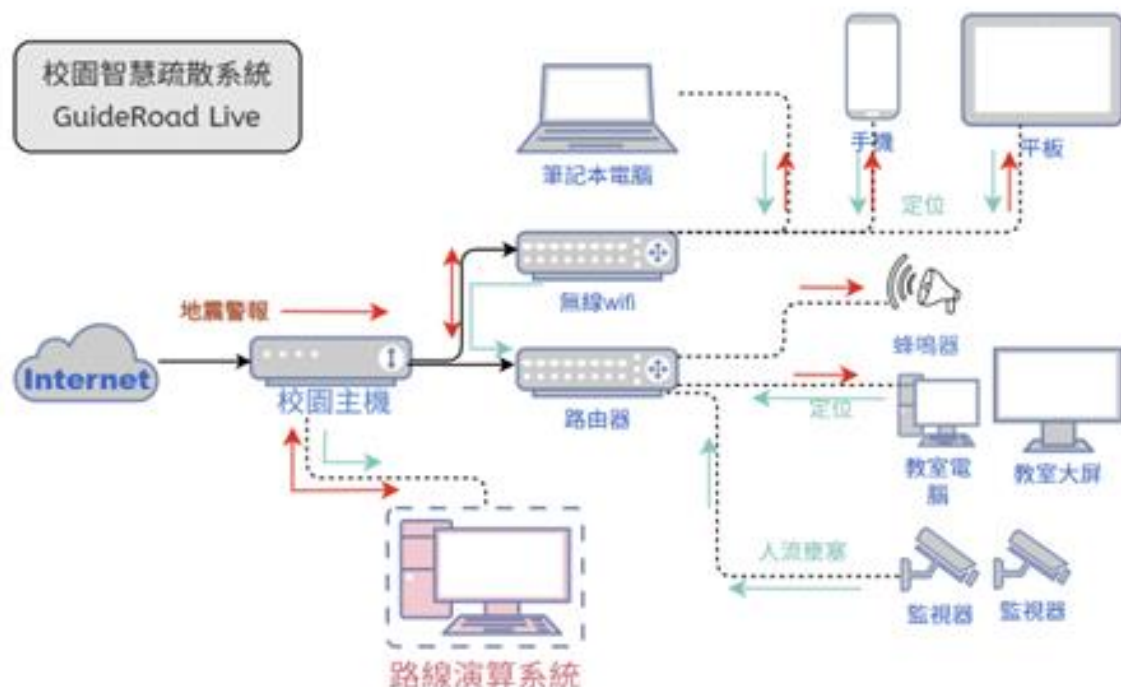 校園智慧疏散系統
GuideRoad Live
筆記本電腦
手機
平板
定位
無線wifi
地震警報
Internet
校園主機
路由器
蜂鳴器
定位
教室電
腦
教室大屏
人流壅塞
監視器
監視器
路線演算系統